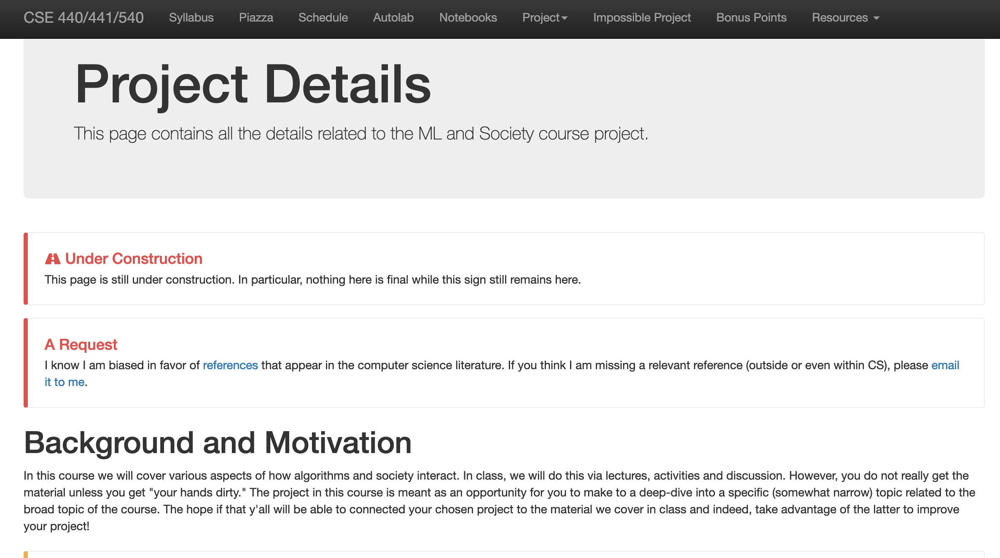 CSE 440/441/540 Syllabus Piazza Schedule Autolab Notebooks Project Impossible Project Bonus Points Resources
Project Details
This page contains all the details related to the ML and Society course project.
Under Construction
This page is still under construction. In particular, nothing here is final while this sign still remains here.
A Request
I know I am biased in favor of references that appear in the computer science literature. If you think I am missing a relevant reference (outside or even within CS), please email
it to me.
Background and Motivation
In this course we will cover various aspects of how algorithms and society interact. In class, we will do this via lectures, activities and discussion. However, you do not really get the
material unless you get "your hands dirty." The project in this course is meant as an opportunity for you to make to a deep-dive into a specific (somewhat narrow) topic related to the
broad topic of the course. The hope if that y'all will be able to connected your chosen project to the material we cover in class and indeed, take advantage of the latter to improve
your project!